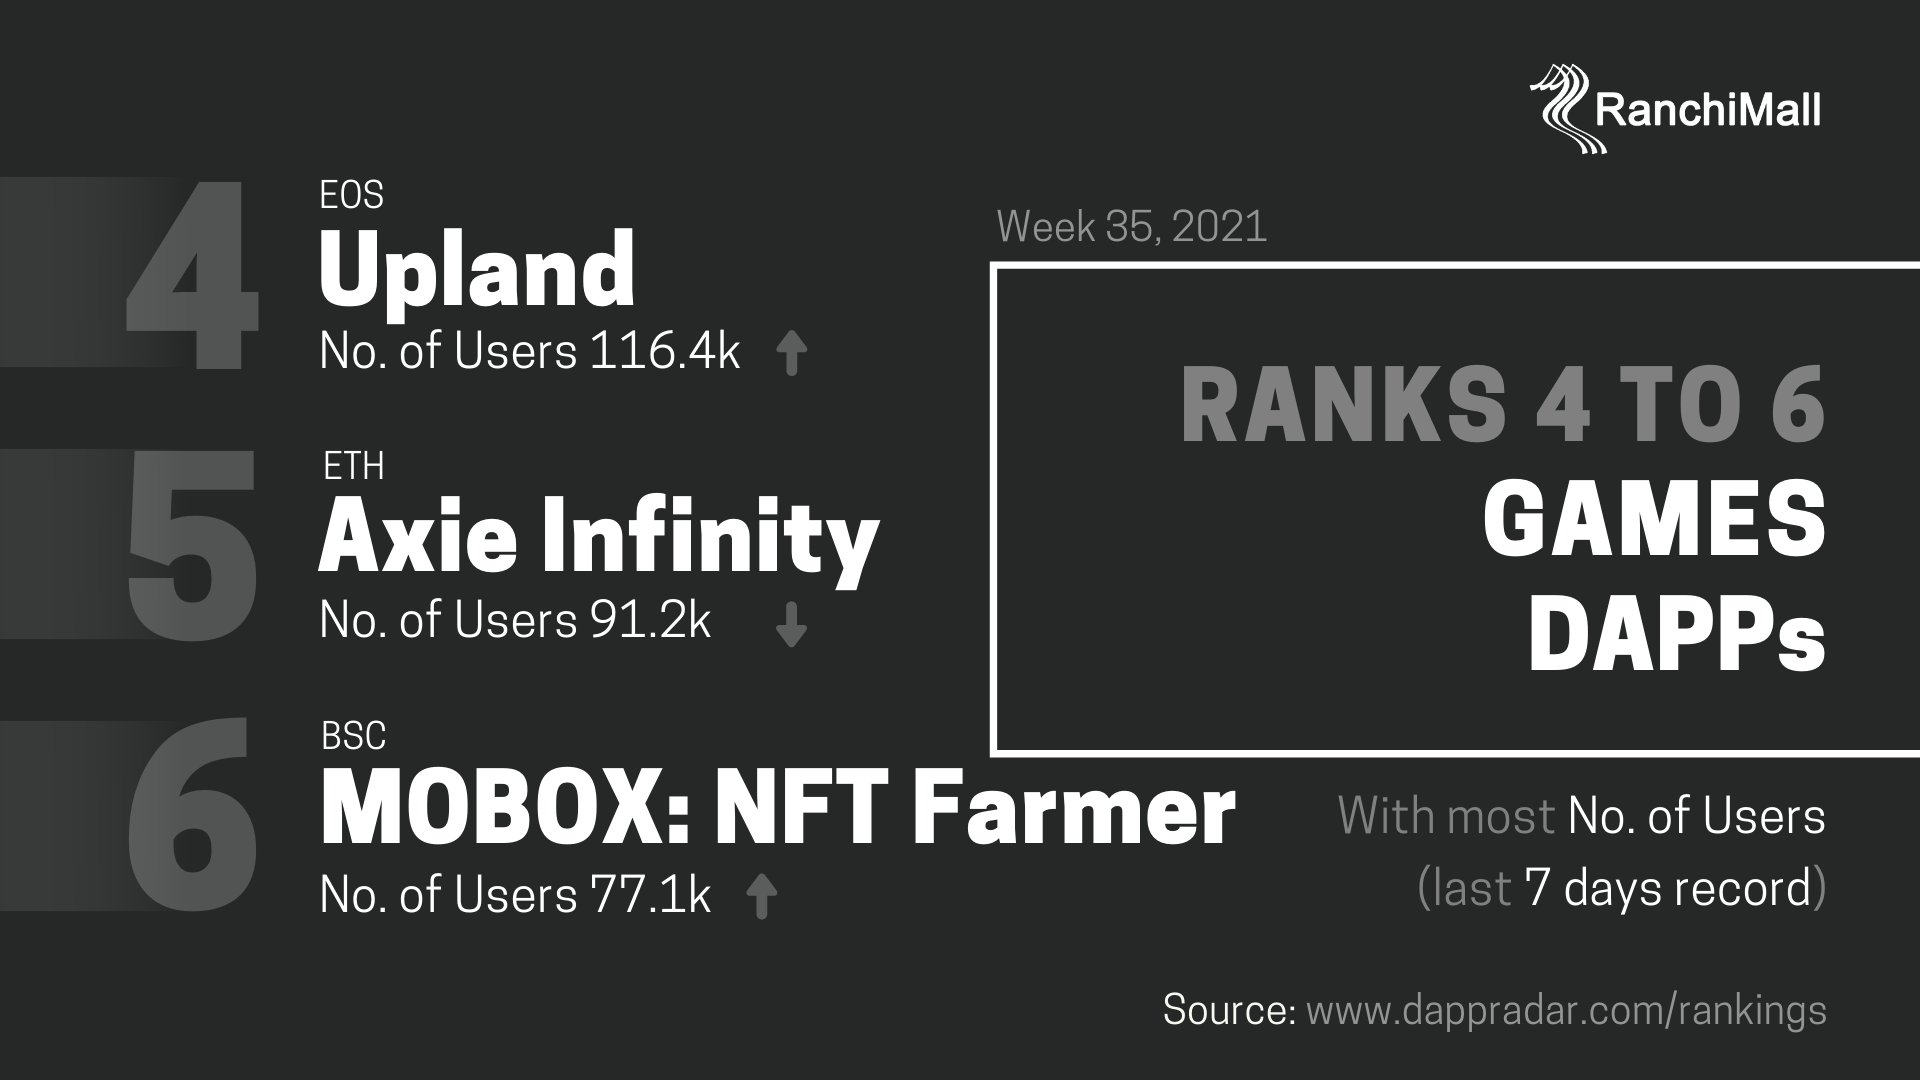 RanchiMall
4
EOS
Upland
No. of Users 116.4k
5
ETH
Axie Infinity
No. of Users 91.2k
6
BSC
MOBOX: NFT Farmer
No. of Users 77.1k
Week 35, 2021
RANKS 4 TO 6
GAMES
DAPPs
With most No. of Users
(last 7 days record)
Source: www.dappradar.com/rankings